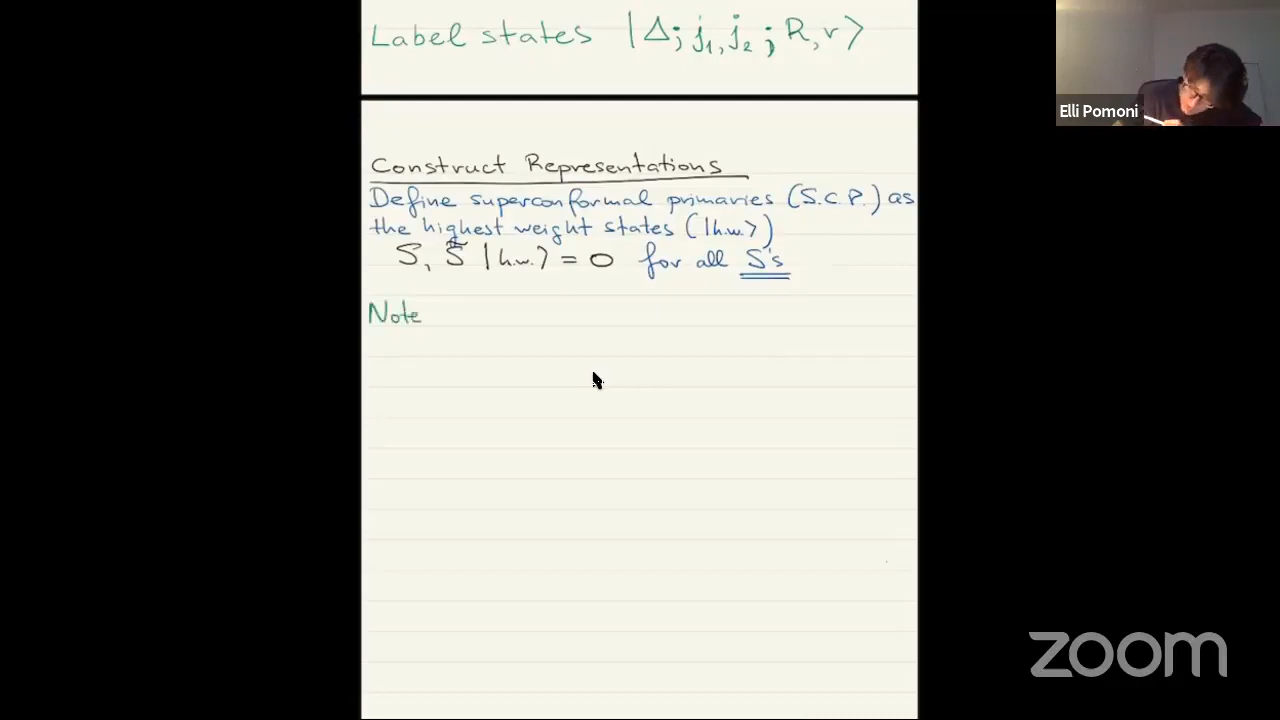 Label states |Δ; j₁, j₂ ; R, r⟩
Construct Representations
Define superconformal primaries (S.C.P.) as
the highest weight states (|h.w.⟩)
S, S̃ |h.w.⟩ = 0 for all S's
Note
Elli Pomoni
zoom